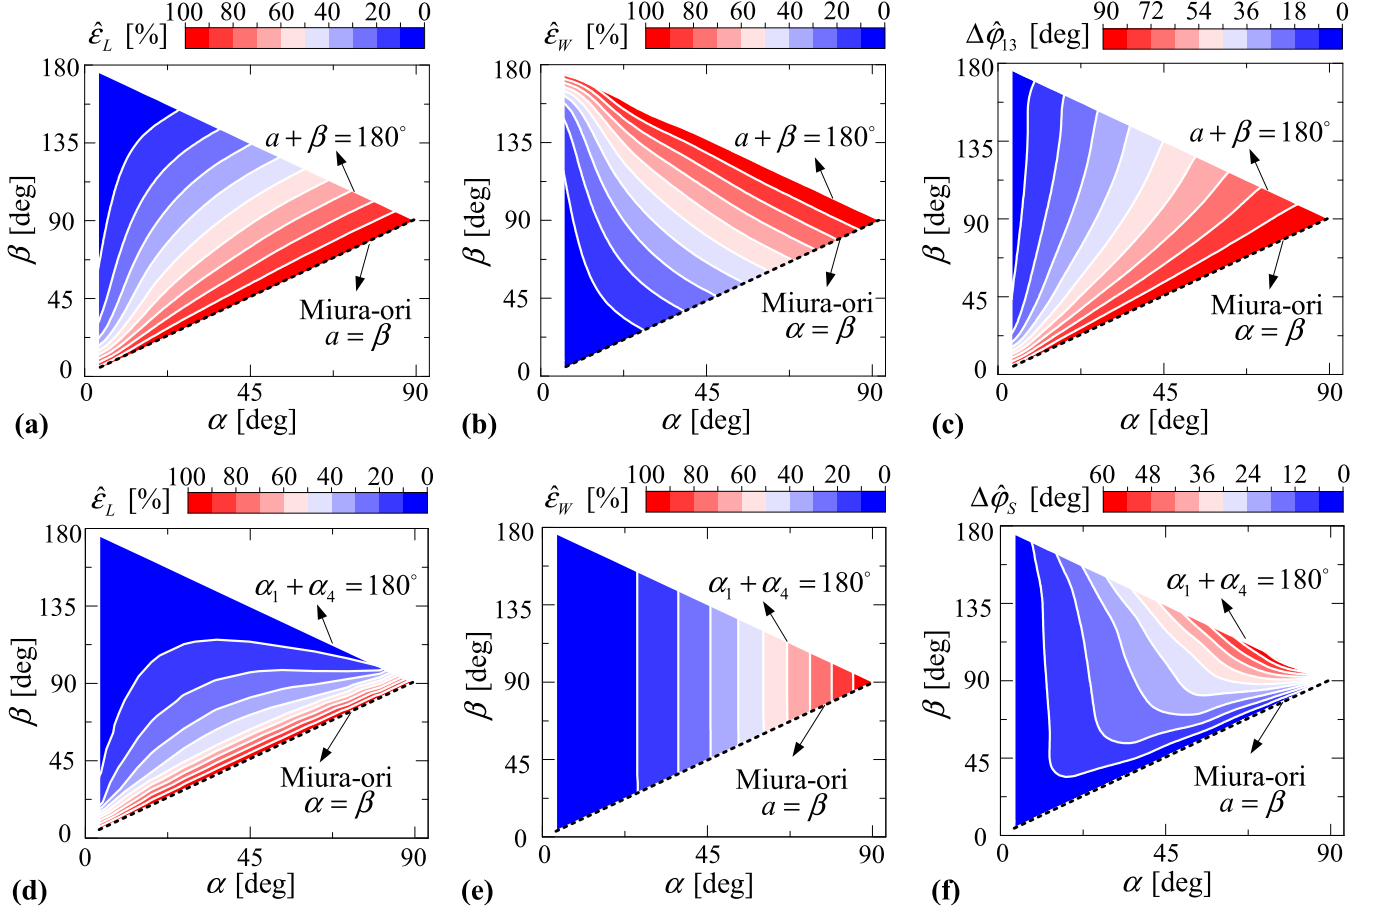 ε̂_L [%] 100 80 60 40 20 0
180
135
90
45
0
β [deg]
a + β = 180°
Miura-ori
a = β
0 45 90
(a) α [deg]
ε̂_W [%] 100 80 60 40 20 0
180
135
90
45
0
β [deg]
a + β = 180°
Miura-ori
α = β
0 45 90
(b) α [deg]
Δφ̂_13 [deg] 90 72 54 36 18 0
180
135
90
45
0
β [deg]
a + β = 180°
Miura-ori
α = β
0 45 90
(c) α [deg]
ε̂_L [%] 100 80 60 40 20 0
180
135
90
45
0
β [deg]
α_1 + α_4 = 180°
Miura-ori
α = β
0 45 90
(d) α [deg]
ε̂_W [%] 100 80 60 40 20 0
180
135
90
45
0
β [deg]
α_1 + α_4 = 180°
Miura-ori
a = β
0 45 90
(e) α [deg]
Δφ̂_S [deg] 60 48 36 24 12 0
180
135
90
45
0
β [deg]
α_1 + α_4 = 180°
Miura-ori
a = β
0 45 90
(f) α [deg]